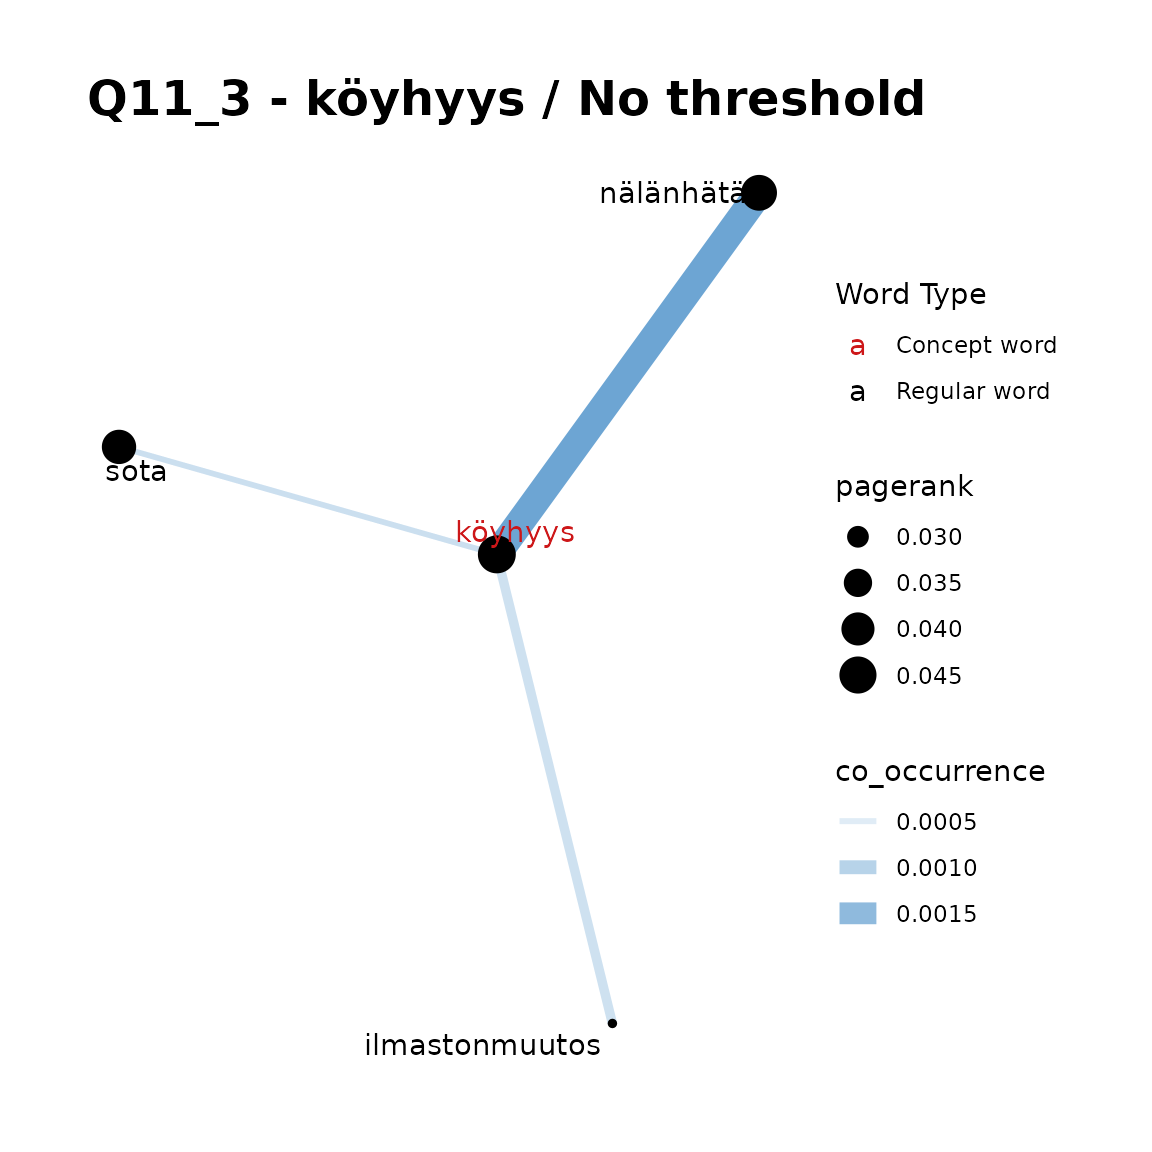 Q11_3 - köyhyys / No threshold
nälänhätä
sota
köyhyys
ilmastonmuutos
Word Type
a Concept word
a Regular word
pagerank
0.030
0.035
0.040
0.045
co_occurrence
0.0005
0.0010
0.0015